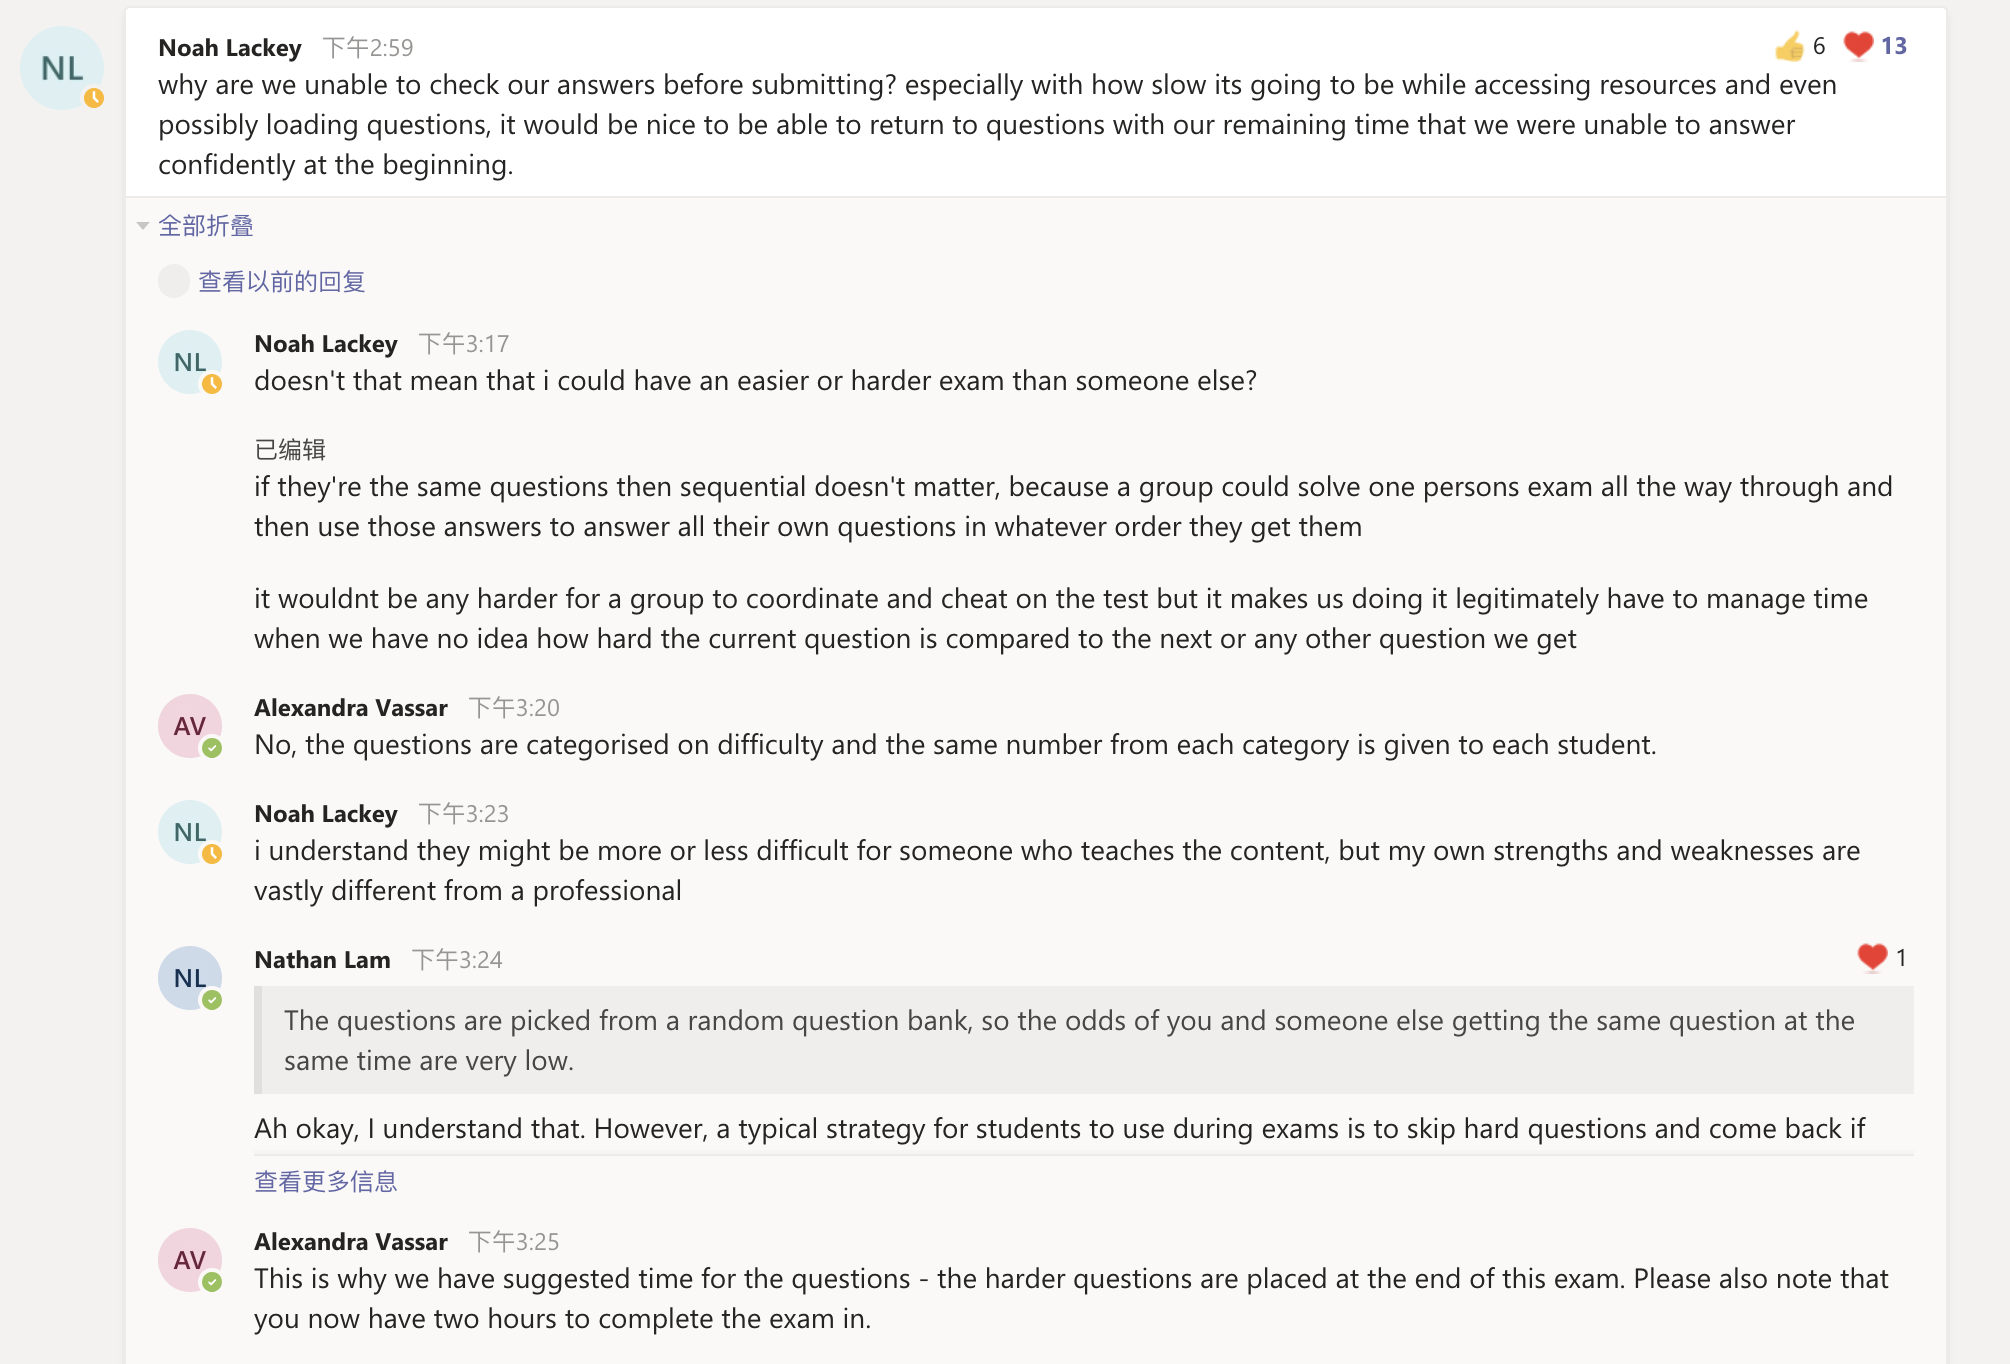 NL
Noah Lackey 下午2:59
6 13
why are we unable to check our answers before submitting? especially with how slow its going to be while accessing resources and even
possibly loading questions, it would be nice to be able to return to questions with our remaining time that we were unable to answer
confidently at the beginning.
全部折叠
查看以前的回复
NL
Noah Lackey 下午3:17
doesn't that mean that i could have an easier or harder exam than someone else?
已编辑
if they're the same questions then sequential doesn't matter, because a group could solve one persons exam all the way through and
then use those answers to answer all their own questions in whatever order they get them
it wouldnt be any harder for a group to coordinate and cheat on the test but it makes us doing it legitimately have to manage time
when we have no idea how hard the current question is compared to the next or any other question we get
AV
Alexandra Vassar 下午3:20
No, the questions are categorised on difficulty and the same number from each category is given to each student.
NL
Noah Lackey 下午3:23
i understand they might be more or less difficult for someone who teaches the content, but my own strengths and weaknesses are
vastly different from a professional
NL
Nathan Lam 下午3:24
1
The questions are picked from a random question bank, so the odds of you and someone else getting the same question at the
same time are very low.
Ah okay, I understand that. However, a typical strategy for students to use during exams is to skip hard questions and come back if
查看更多信息
AV
Alexandra Vassar 下午3:25
This is why we have suggested time for the questions - the harder questions are placed at the end of this exam. Please also note that
you now have two hours to complete the exam in.